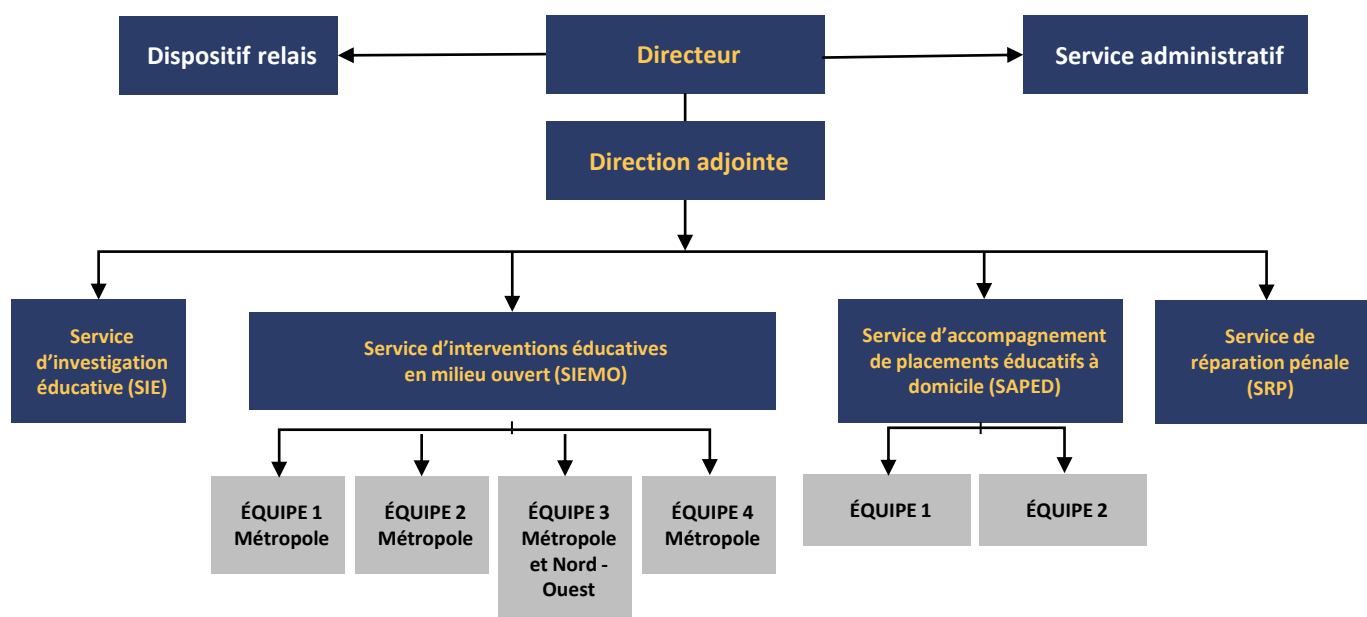 Dispositif relais
Directeur
Service administratif
Direction adjointe
Service
d’investigation
éducative (SIE)
Service d’interventions éducatives
en milieu ouvert (SIEMO)
Service d’accompagnement
de placements éducatifs à
domicile (SAPED)
Service de
réparation pénale
(SRP)
ÉQUIPE 1
Métropole
ÉQUIPE 2
Métropole
ÉQUIPE 3
Métropole
et Nord -
Ouest
ÉQUIPE 4
Métropole
ÉQUIPE 1
ÉQUIPE 2